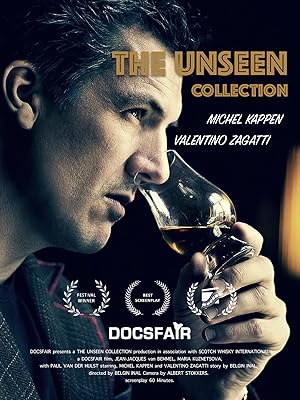 THE UNSEEN
COLLECTION
MICHEL KAPPEN
VALENTINO ZAGATTI
FESTIVAL
WINNER
BEST
SCREENPLAY
DOCSFAIR
DOCSFAIR presents a THE UNSEEN COLLECTION production in association with SCOTCH WHISKY INTERNATIONAL
a DOCSFAIR film, JEAN-JACQUES VAN BEMMEL, MARIA KUZNETSOVA,
with PAUL VAN DER HULST starring, MICHEL KAPPEN and VALENTINO ZAGATTI story by BELGIN INAL.
directed by BELGIN INAL Camera by ALBERT STOKKERS.
screenplay 60 Minutes.